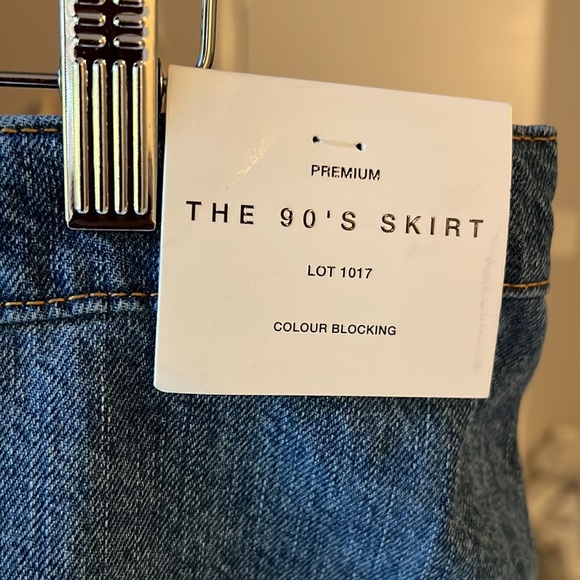 PREMIUM
THE 90'S SKIRT
LOT 1017
COLOUR BLOCKING